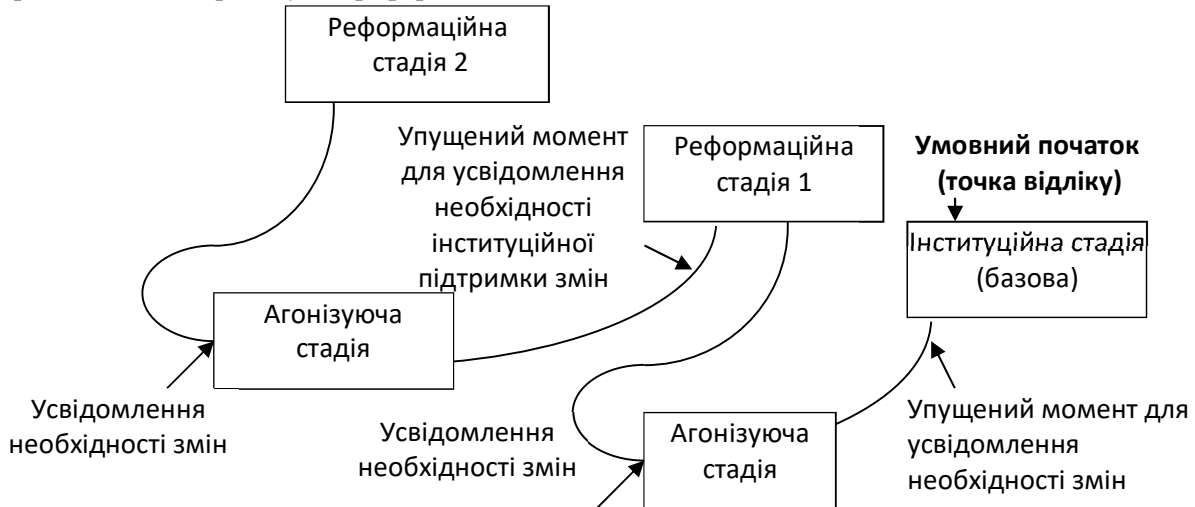 Реформаційна
стадія 2
Упущений момент
для усвідомлення
необхідності
інституційної
підтримки змін
Реформаційна
стадія 1
Умовний початок
(точка відліку)
Інституційна стадія
(базова)
Агонізуюча
стадія
Усвідомлення
необхідності змін
Усвідомлення
необхідності змін
Агонізуюча
стадія
Упущений момент для
усвідомлення
необхідності змін